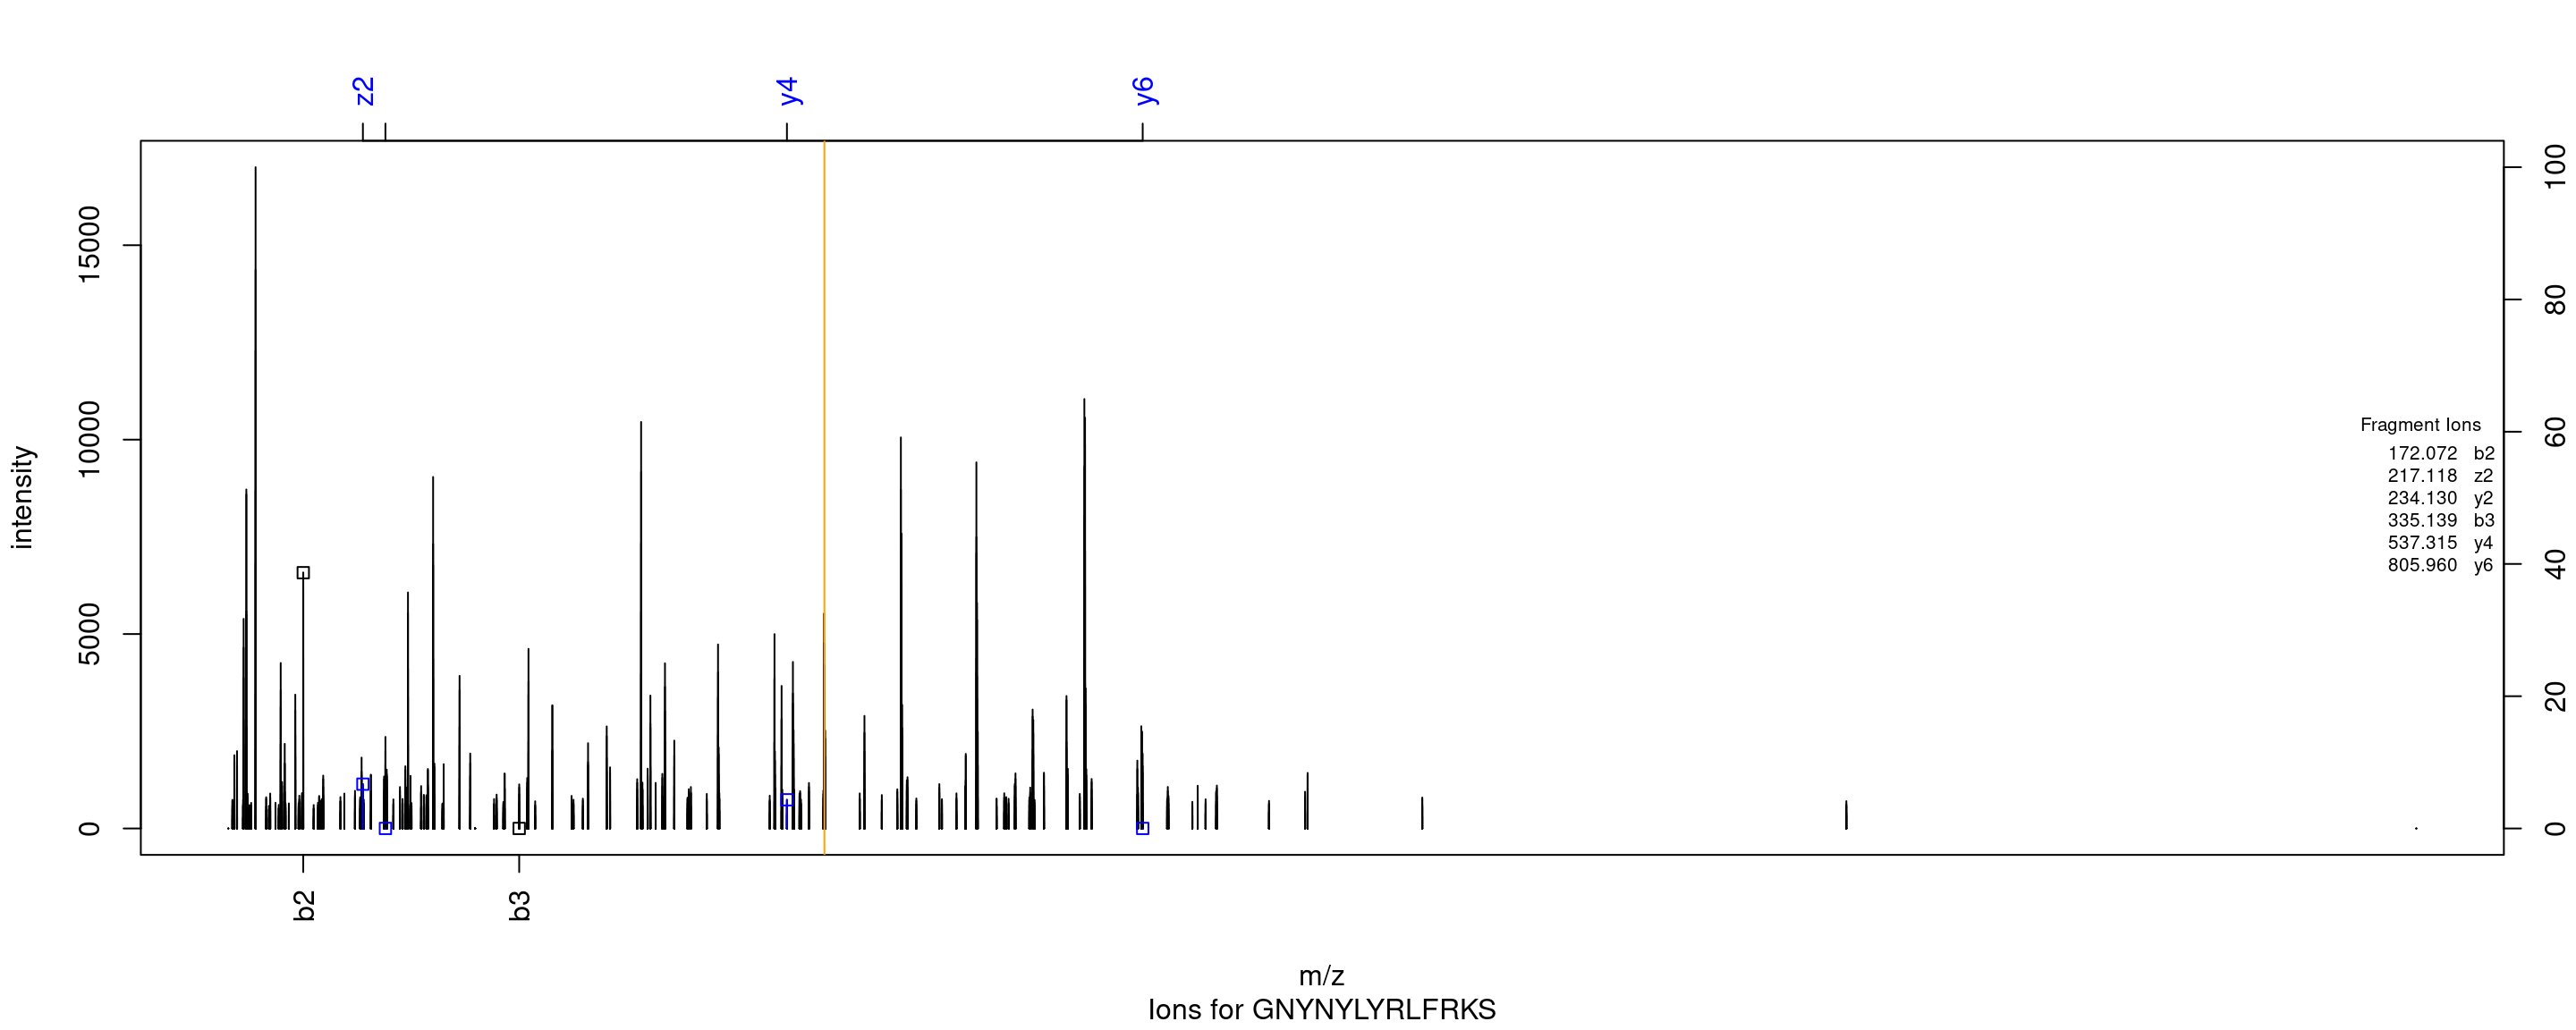 z2 y4 y6
intensity
15000
10000
5000
0
100
80
60
40
20
0
Fragment Ions
172.072 b2
217.118 z2
234.130 y2
335.139 b3
537.315 y4
805.960 y6
b2 b3
m/z
Ions for GNYNYLYRLFRKS